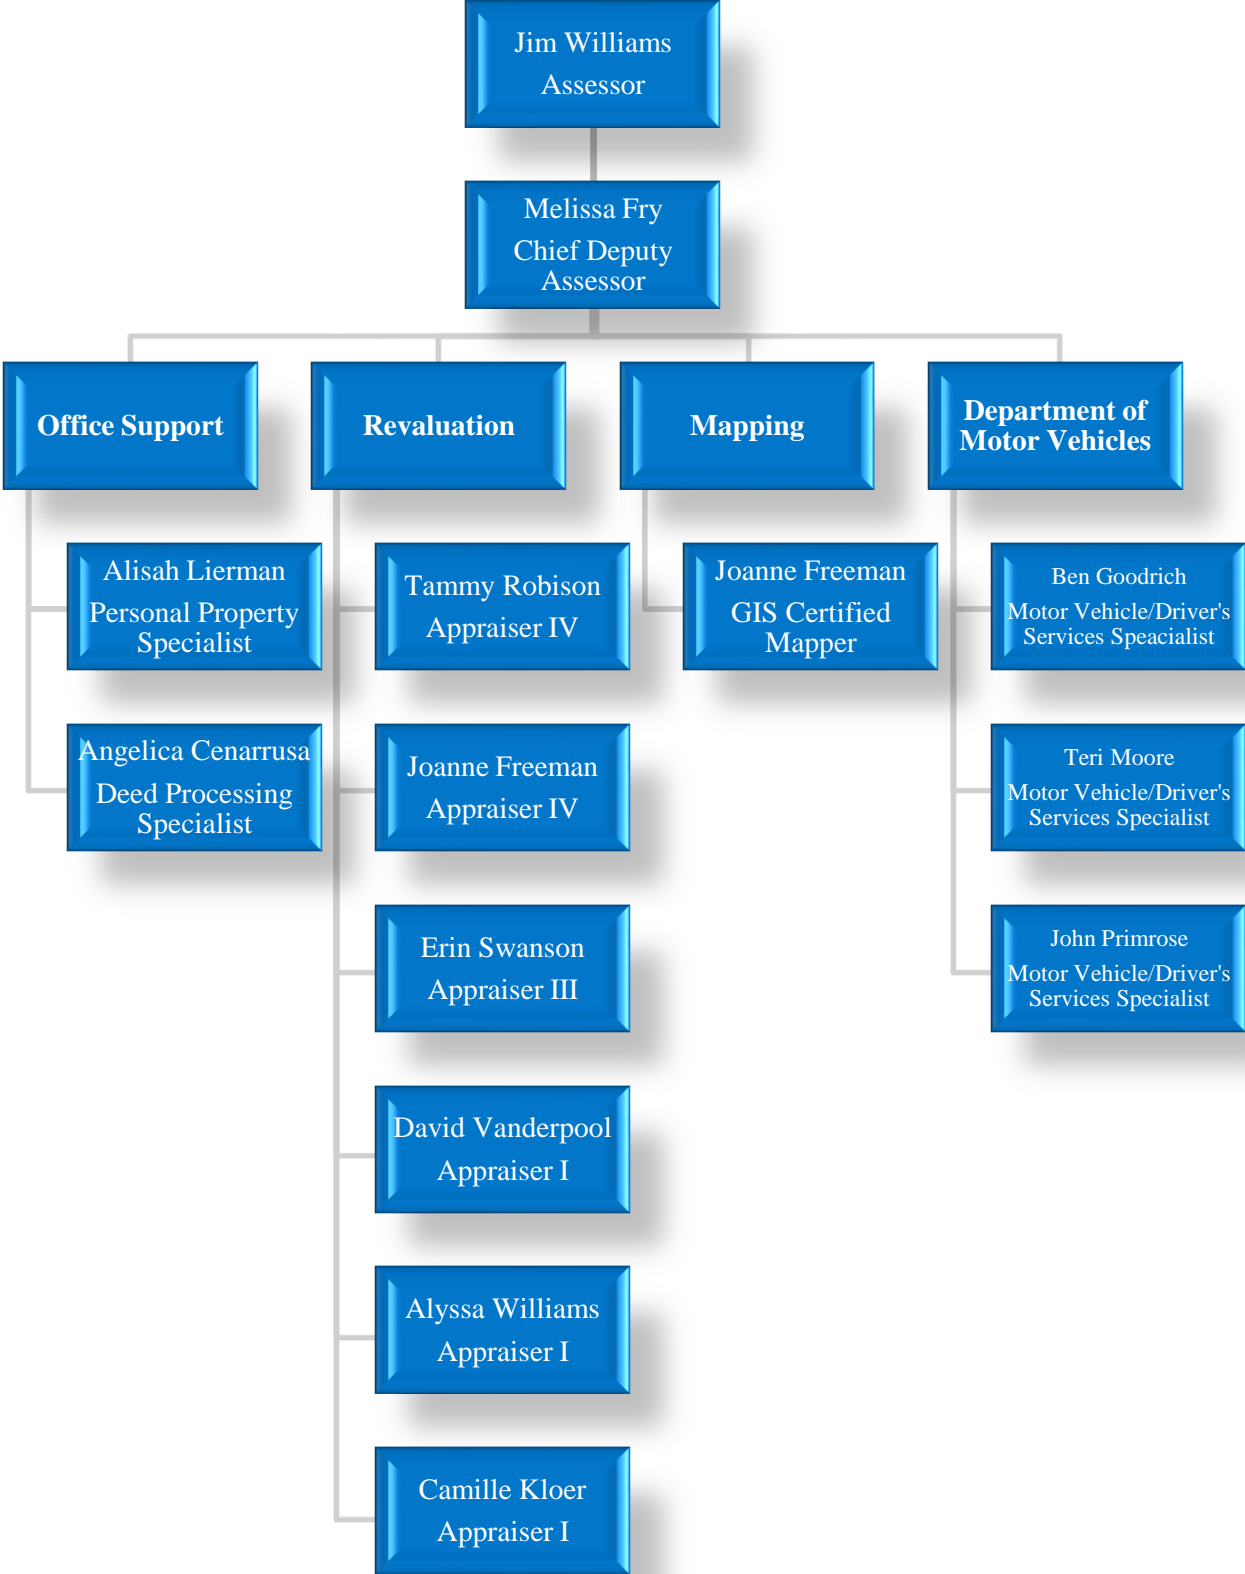 Jim Williams
Assessor
Melissa Fry
Chief Deputy
Assessor
Office Support
Revaluation
Mapping
Department of
Motor Vehicles
Alisah Lierman
Personal Property
Specialist
Angelica Cenarrusa
Deed Processing
Specialist
Tammy Robison
Appraiser IV
Joanne Freeman
Appraiser IV
Erin Swanson
Appraiser III
David Vanderpool
Appraiser I
Alyssa Williams
Appraiser I
Camille Kloer
Appraiser I
Joanne Freeman
GIS Certified
Mapper
Ben Goodrich
Motor Vehicle/Driver's
Services Speacialist
Teri Moore
Motor Vehicle/Driver's
Services Specialist
John Primrose
Motor Vehicle/Driver's
Services Specialist